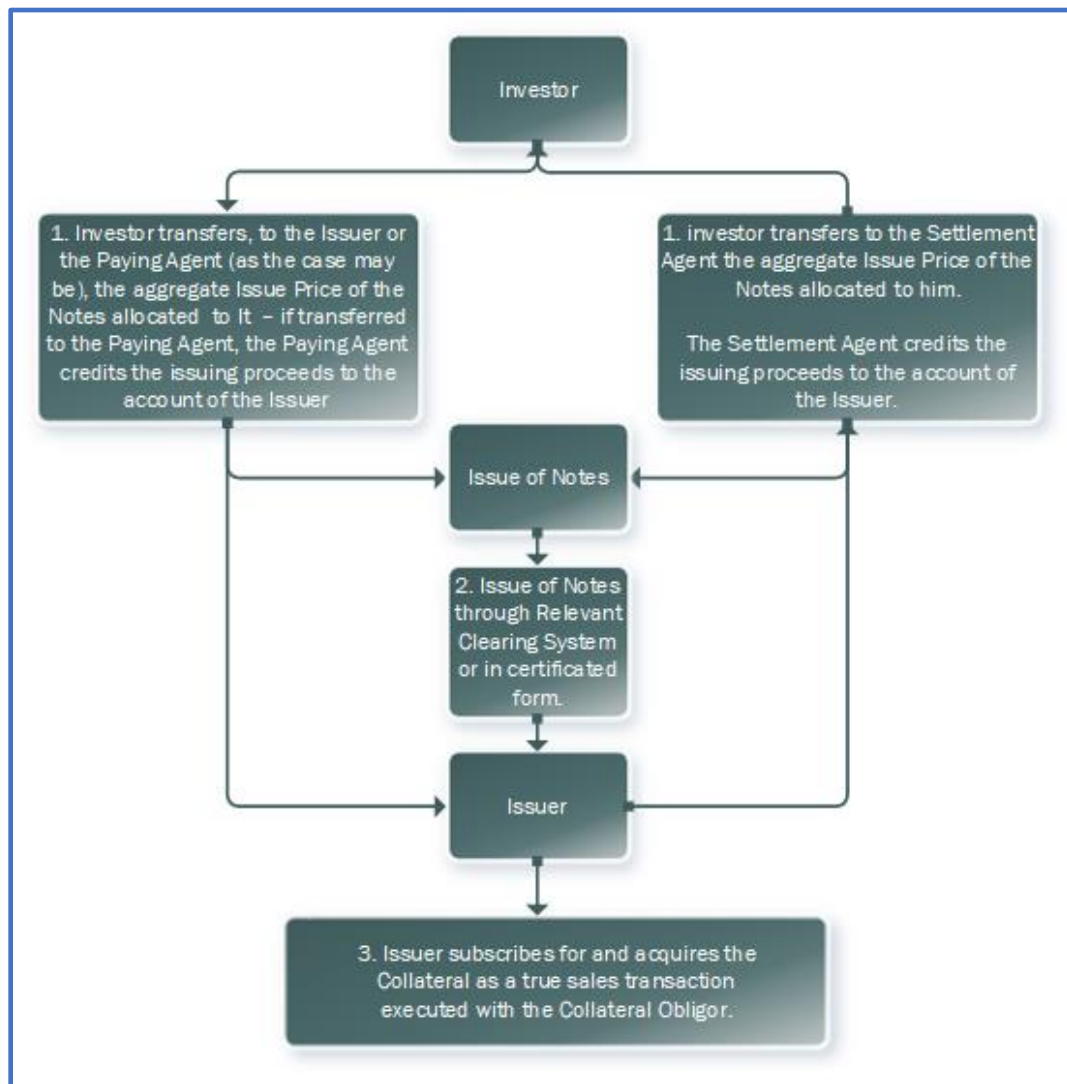 Investor
1. Investor transfers, to the Issuer or
the Paying Agent (as the case may
be), the aggregate Issue Price of the
Notes allocated to It – if transferred
to the Paying Agent, the Paying Agent
credits the issuing proceeds to the
account of the Issuer
1. investor transfers to the Settlement
Agent the aggregate Issue Price of the
Notes allocated to him.
The Settlement Agent credits the
issuing proceeds to the account of
the Issuer.
Issue of Notes
2. Issue of Notes
through Relevant
Clearing System
or in certificated
form.
Issuer
3. Issuer subscribes for and acquires the
Collateral as a true sales transaction
executed with the Collateral Obligor.